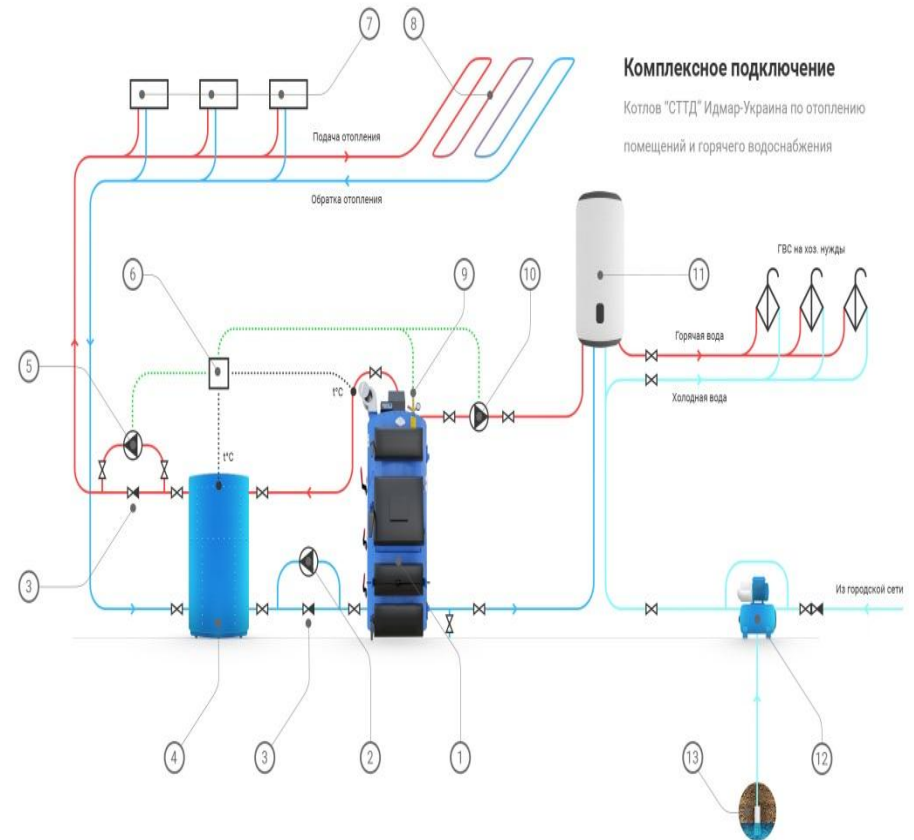 7
8
Комплексное подключение
Котлов "СТТД" Идмар-Украина по отоплению
помещений и горячего водоснабжения
Подача отопления
Обратка отопления
ГВС на хоз. нужды
6
9
10
11
Горячая вода
5
t°C
Холодная вода
t°C
3
Из городской сети
4
3
2
1
13
12